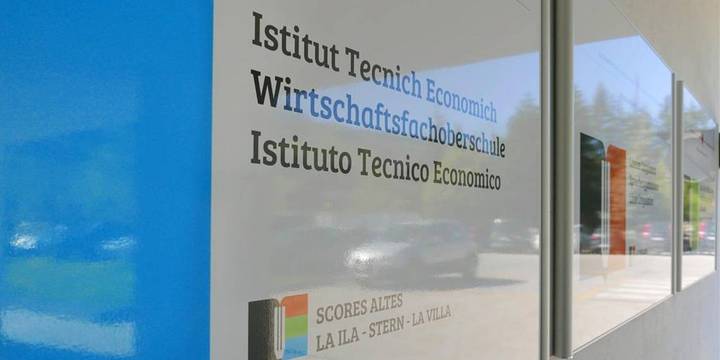 Istitut Tecnich Economich
Wirtschaftsfachoberschule
Istituto Tecnico Economico
SCORES ALTES
LA ILA - STERN - LA VILLA